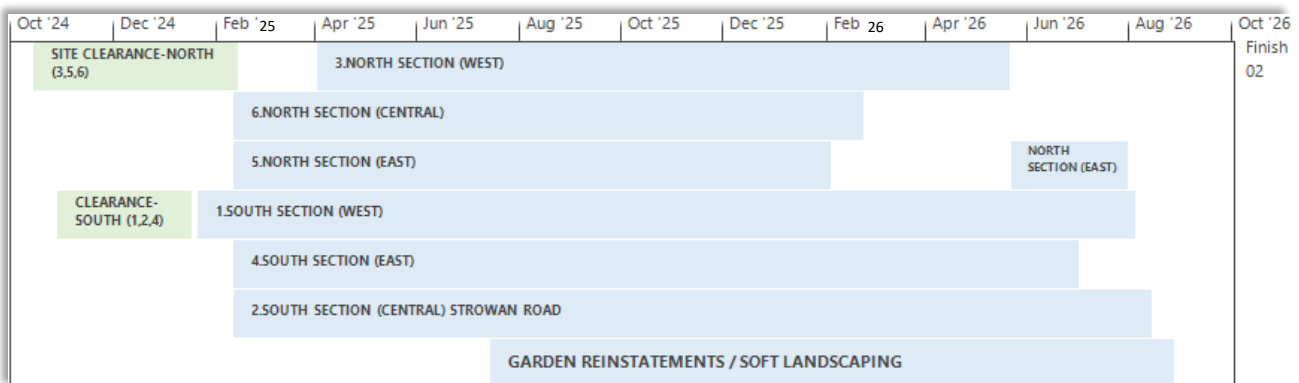 Oct '24 Dec '24 Feb '25 Apr '25 Jun '25 Aug '25 Oct '25 Dec '25 Feb 26 Apr '26 Jun '26 Aug '26 Oct '26
Finish
02
SITE CLEARANCE-NORTH
(3,5,6)
3.NORTH SECTION (WEST)
6.NORTH SECTION (CENTRAL)
5.NORTH SECTION (EAST)
NORTH
SECTION (EAST)
CLEARANCE-
SOUTH (1,2,4)
1.SOUTH SECTION (WEST)
4.SOUTH SECTION (EAST)
2.SOUTH SECTION (CENTRAL) STROWAN ROAD
GARDEN REINSTATEMENTS / SOFT LANDSCAPING